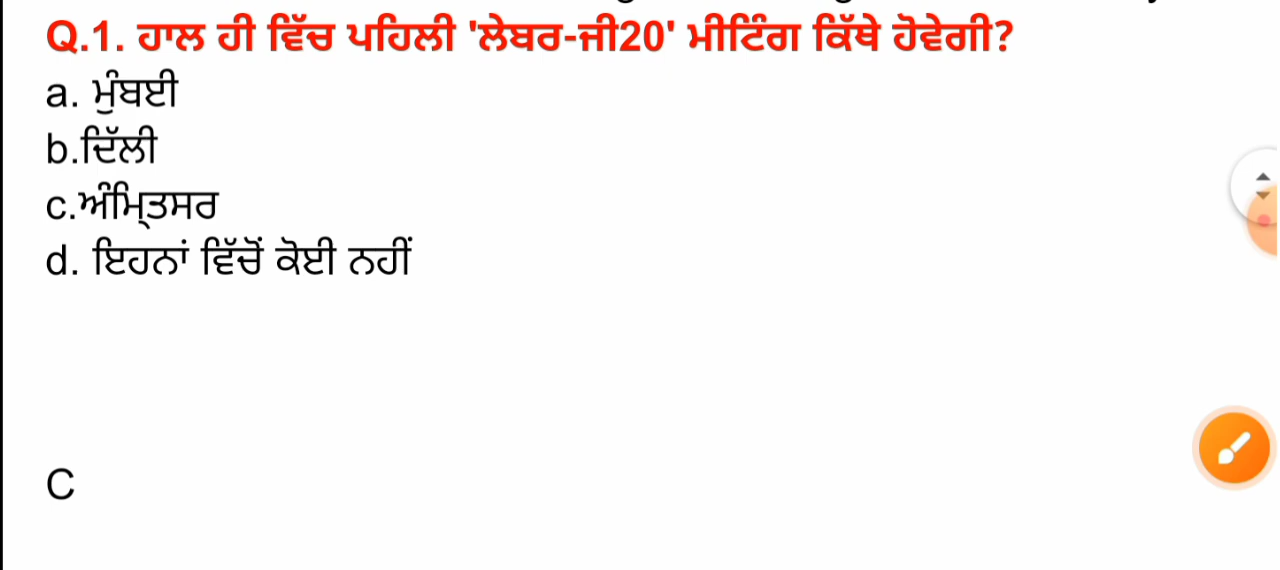 Q.1. ਹਾਲ ਹੀ ਵਿੱਚ ਪਹਿਲੀ 'ਲੇਬਰ-ਜੀ20' ਮੀਟਿੰਗ ਕਿੱਥੇ ਹੋਵੇਗੀ?
a. ਮੁੰਬਈ
b.ਦਿੱਲੀ
c.ਅੰਮ੍ਰਿਤਸਰ
d. ਇਹਨਾਂ ਵਿੱਚੋਂ ਕੋਈ ਨਹੀਂ
C